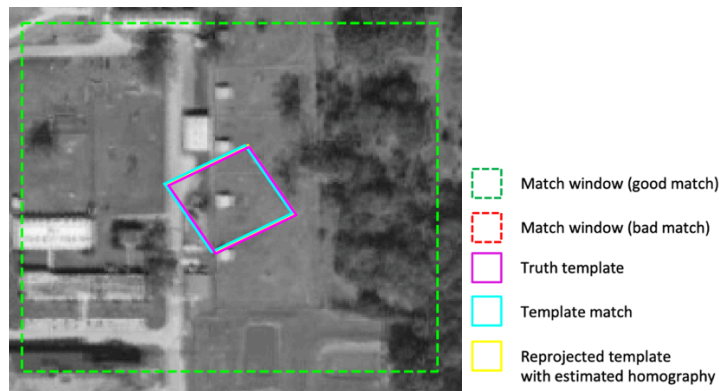 Match window (good match)
Match window (bad match)
Truth template
Template match
Reprojected template
with estimated homography